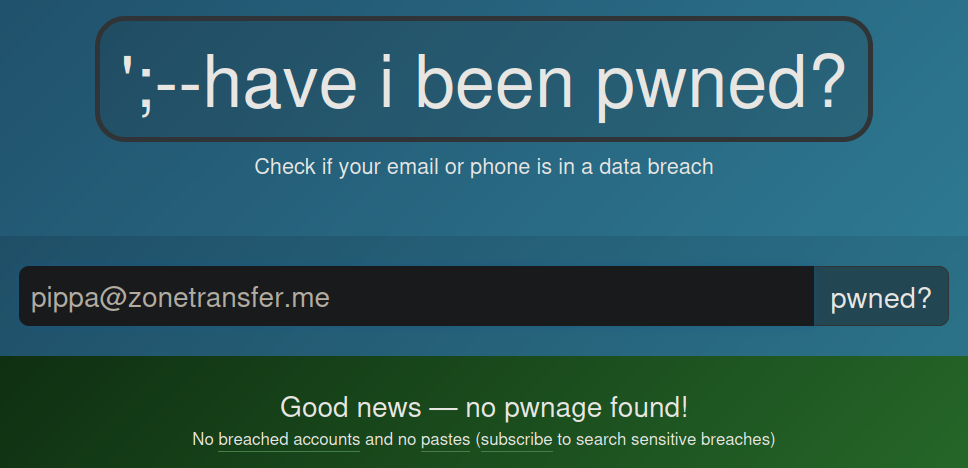 ';--have i been pwned?
Check if your email or phone is in a data breach
pippa@zonetransfer.me
pwned?
Good news — no pwnage found!
No breached accounts and no pastes (subscribe to search sensitive breaches)